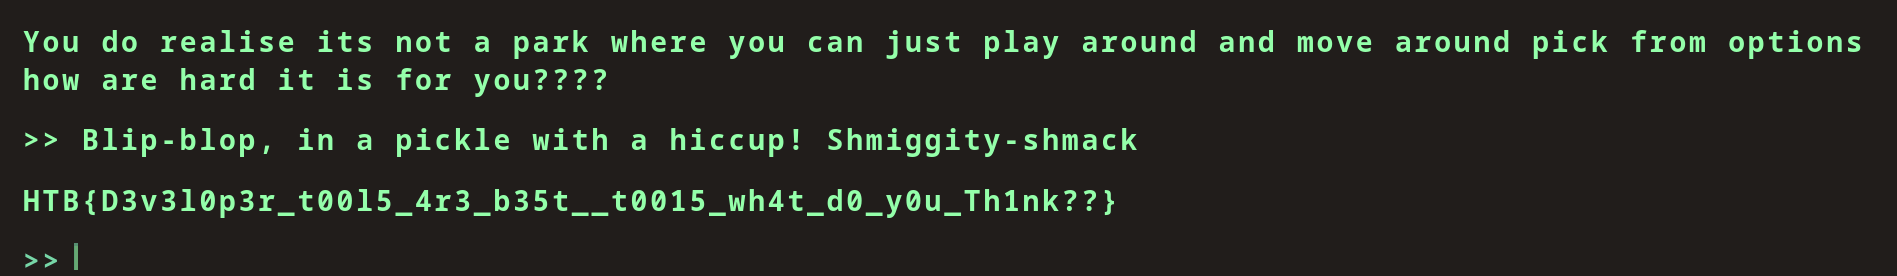 You do realise its not a park where you can just play around and move around pick from options
how are hard it is for you????
>> Blip-blop, in a pickle with a hiccup! Shmiggity-shmack
HTB{D3v3l0p3r_t00l5_4r3_b35t__t0015_wh4t_d0_y0u_Th1nk??}
>>